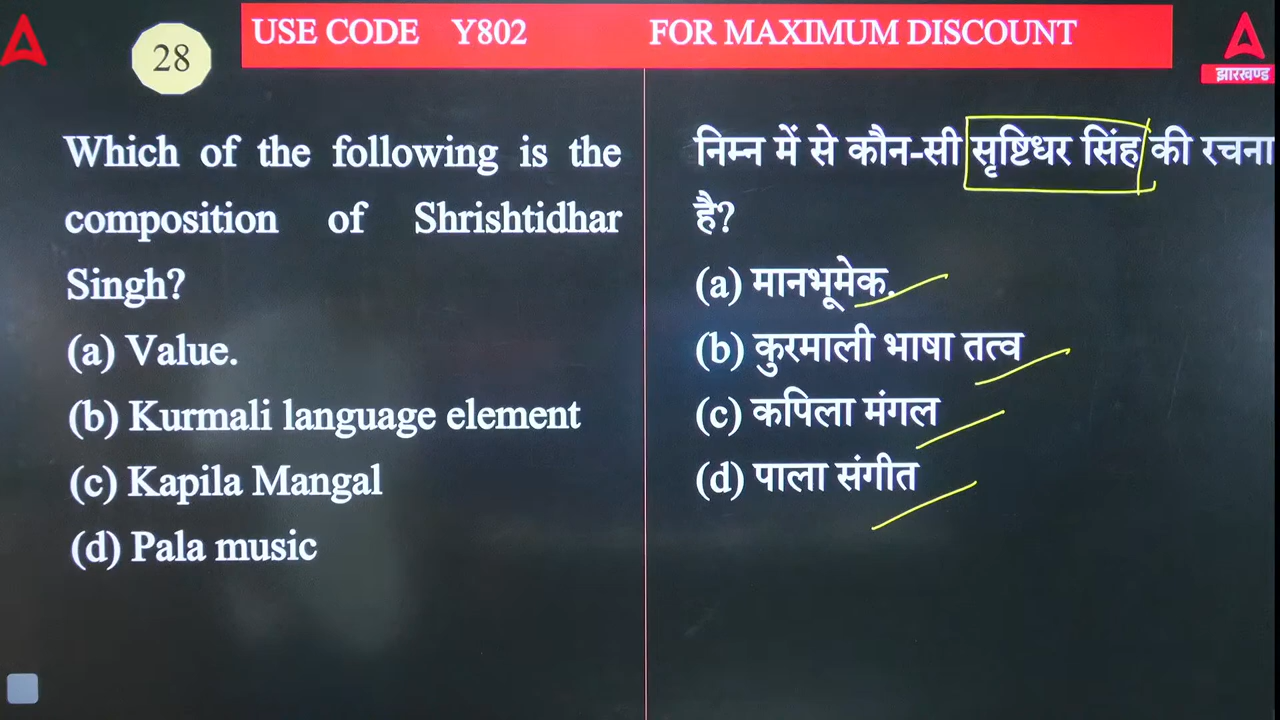 USE CODE Y802 FOR MAXIMUM DISCOUNT
झारखण्ड
28
Which of the following is the
composition of Shrishtidhar
Singh?
(a) Value.
(b) Kurmali language element
(c) Kapila Mangal
(d) Pala music
निम्न में से कौन-सी सृष्टिधर सिंह की रचना
है?
(a) मानभूमेक.
(b) कुरमाली भाषा तत्व
(c) कपिला मंगल
(d) पाला संगीत